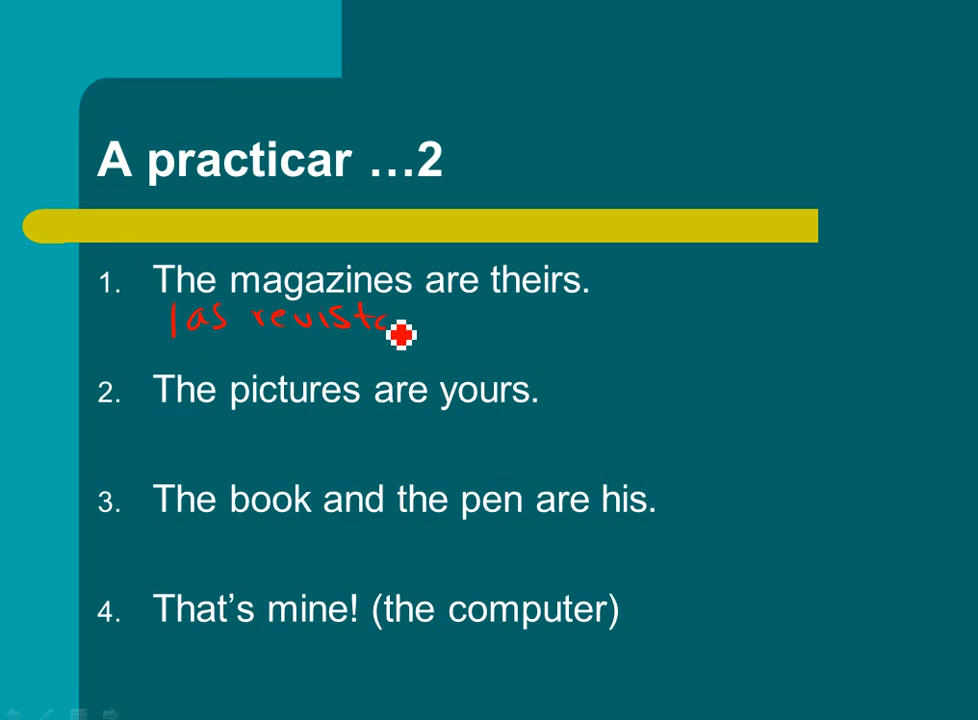 A practicar …2
1. The magazines are theirs.
las revista
2. The pictures are yours.
3. The book and the pen are his.
4. That's mine! (the computer)